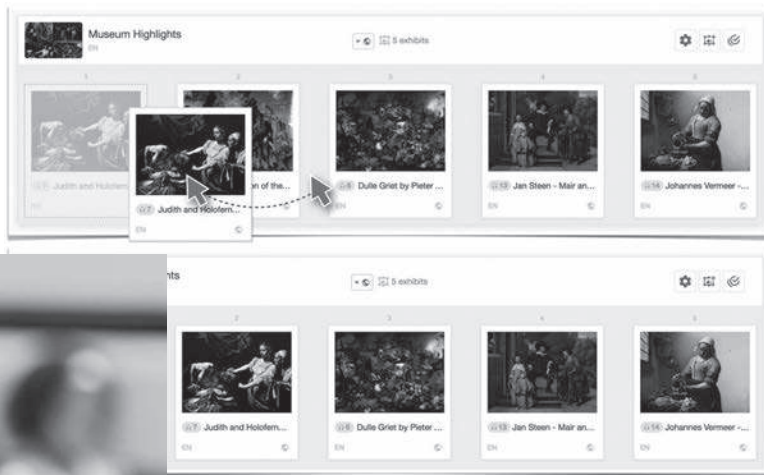 Museum Highlights
EN
5 exhibits
1 2 3 4 5
Judith and Holofern
7 Judith and Holofern...
n of the...
6 Dulle Griet by Pieter ...
13 Jan Steen - Mair an...
14 Johannes Vermeer -...
EN EN EN EN
hts
5 exhibits
2 3 4 5
7 Judith and Holofern...
6 Dulle Griet by Pieter ...
13 Jan Steen - Mair an...
14 Johannes Vermeer -...
EN EN EN EN